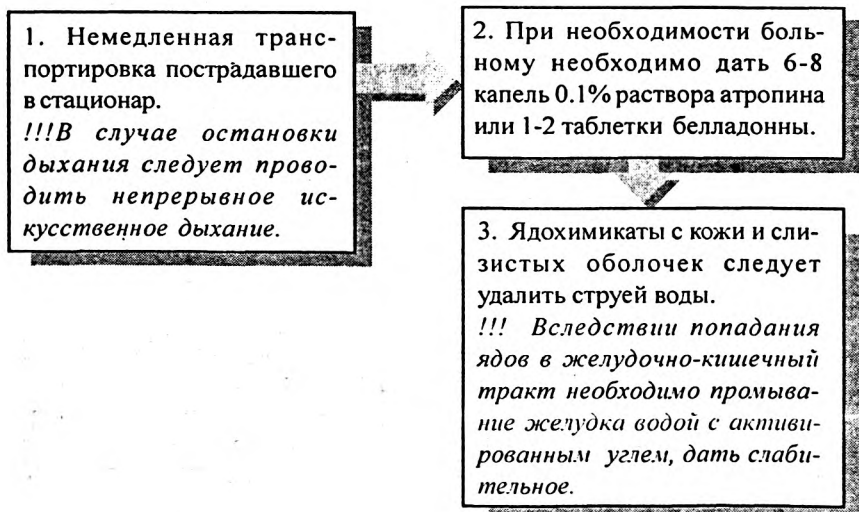 1. Немедленная транс-
портировка пострадавшего
в стационар.
!!!В случае остановки
дыхания следует прово-
дить непрерывное ис-
кусственное дыхание.
2. При необходимости боль-
ному необходимо дать 6-8
капель 0.1% раствора атропина
или 1-2 таблетки белладонны.
3. Ядохимикаты с кожи и сли-
зистых оболочек следует
удалить струей воды.
!!! Вследствии попадания
ядов в желудочно-кишечный
тракт необходимо промыва-
ние желудка водой с активи-
рованным углем, дать слаби-
тельное.